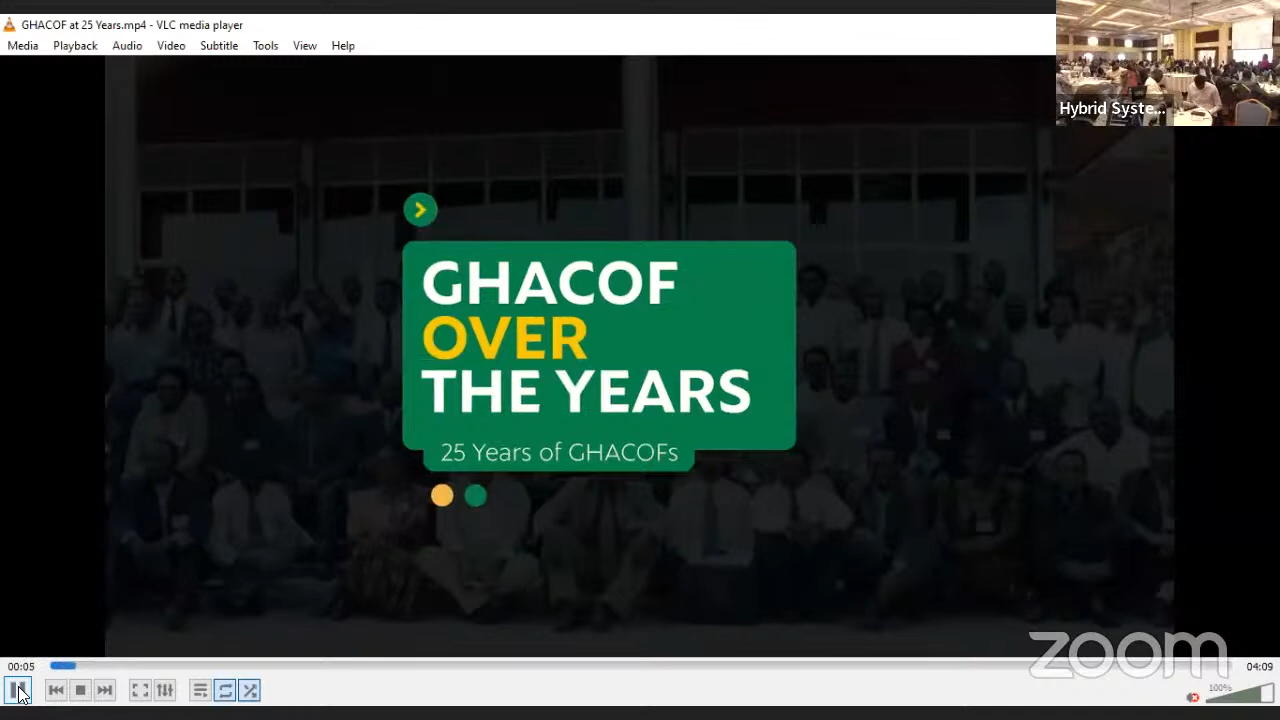 GHACOF at 25 Years.mp4 - VLC media player
Media Playback Audio Video Subtitle Tools View Help
Hybrid Syste...
GHACOF
OVER
THE YEARS
25 Years of GHACOFs
zoom
00:05
04:09
100%